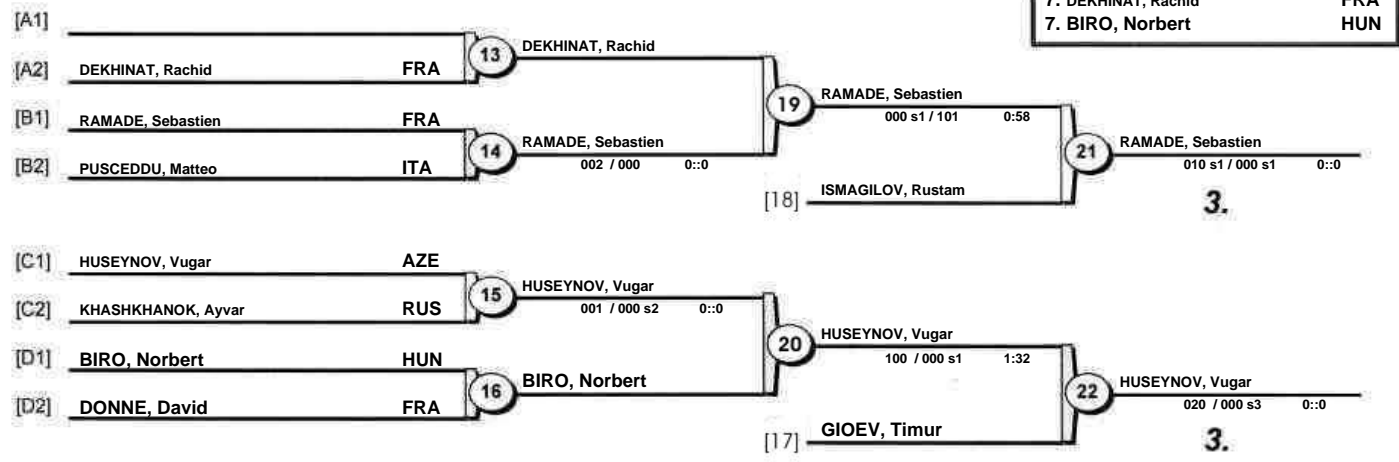 7. DEKHINAT, Rachid FRA
7. BIRO, Norbert HUN
[A1]
13 DEKHINAT, Rachid
[A2] DEKHINAT, Rachid FRA
19 RAMADE, Sebastien
000 s1 / 101 0:58
[B1] RAMADE, Sebastien FRA
14 RAMADE, Sebastien
002 / 000 0::0
21 RAMADE, Sebastien
010 s1 / 000 s1 0::0
[B2] PUSCEDDU, Matteo ITA
[18] ISMAGILOV, Rustam
3.
[C1] HUSEYNOV, Vugar AZE
15 HUSEYNOV, Vugar
001 / 000 s2 0::0
[C2] KHASHKHANOK, Ayvar RUS
20 HUSEYNOV, Vugar
100 / 000 s1 1:32
[D1] BIRO, Norbert HUN
16 BIRO, Norbert
22 HUSEYNOV, Vugar
020 / 000 s3 0::0
[D2] DONNE, David FRA
[17] GIOEV, Timur
3.